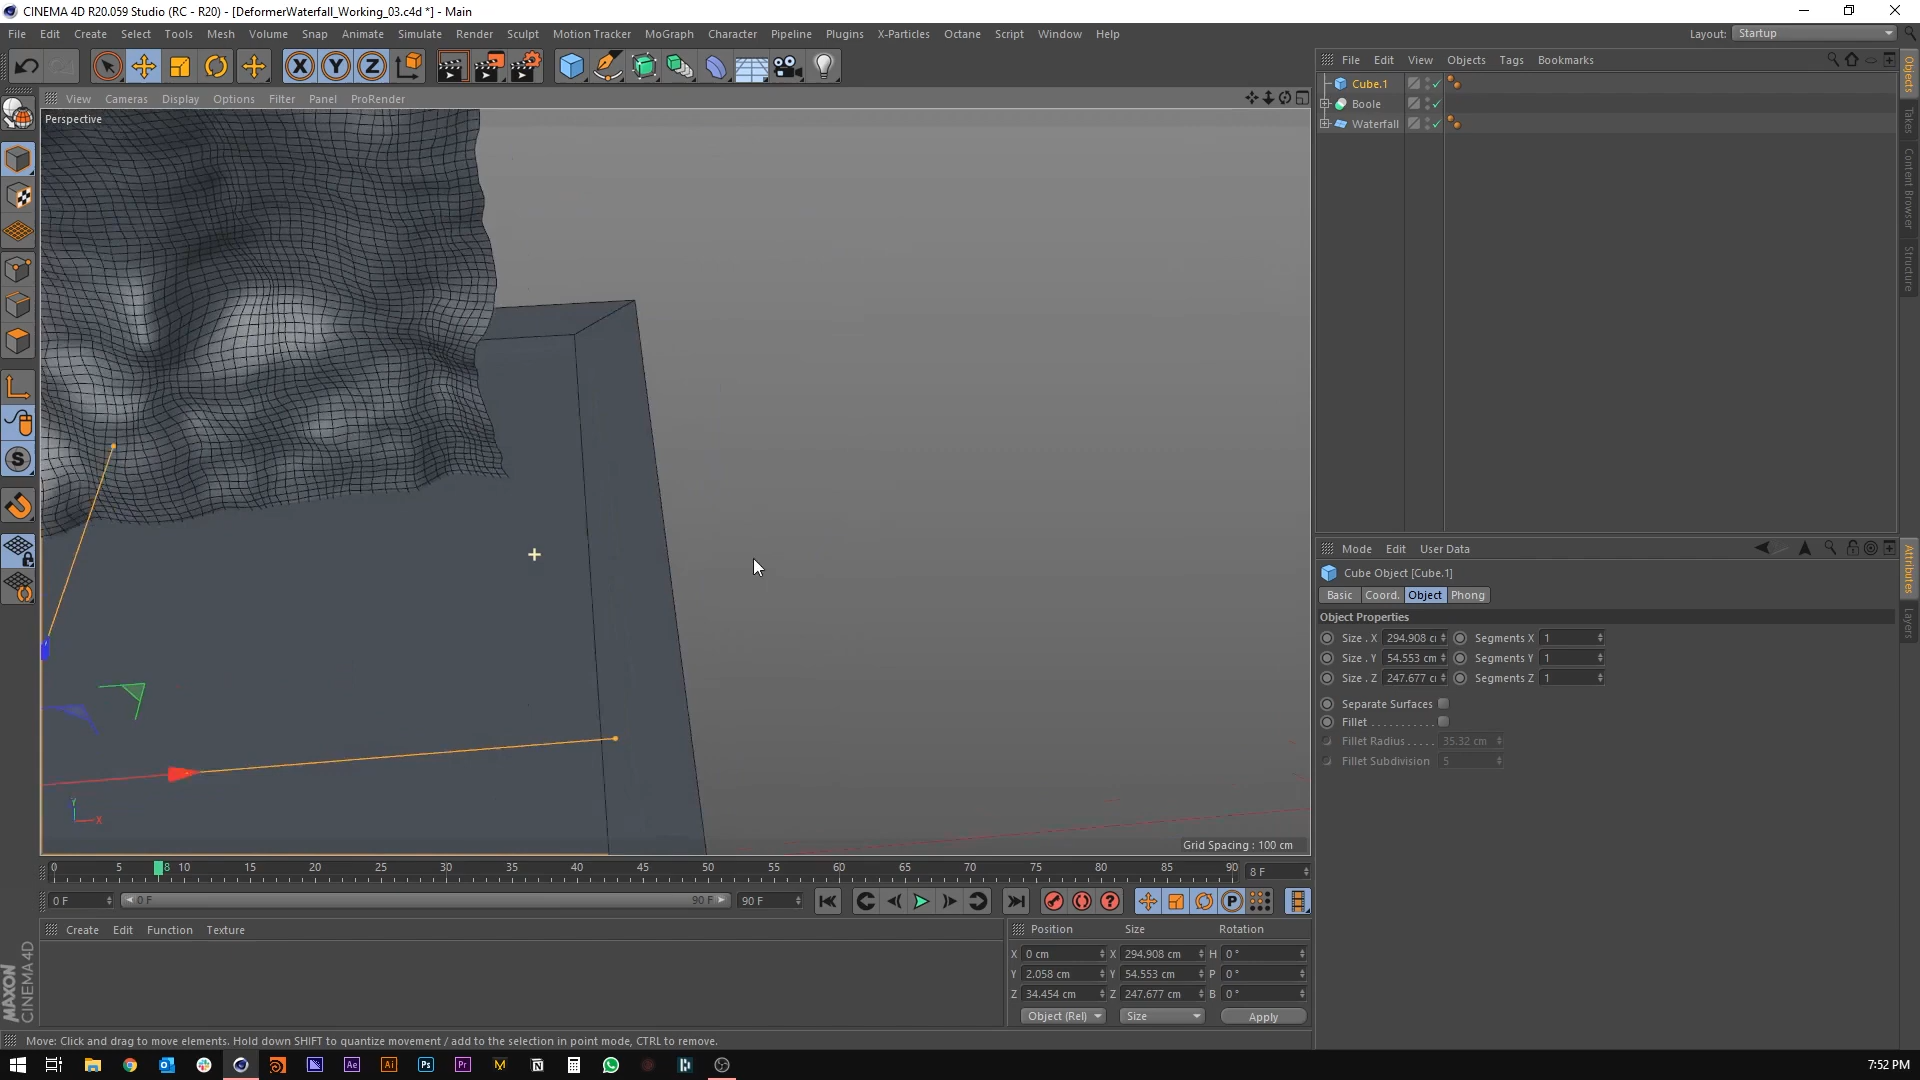 CINEMA 4D R20.059 Studio (RC - R20) - [DeformerWaterfall_Working_03.c4d *] - Main
File Edit Create Select Tools Mesh Volume Snap Animate Simulate Render Sculpt Motion Tracker MoGraph Character Pipeline Plugins X-Particles Octane Script Window Help Layout: Startup
File Edit View Objects Tags Bookmarks
View Cameras Display Options Filter Panel ProRender
Perspective
Cube.1
Boole
Waterfall
Objects
Takes
Content Browser
Structure
Mode Edit User Data
Cube Object [Cube.1]
Basic Coord. Object Phong
Object Properties
Size . X 294.908 c Segments X 1
Size . Y 54.553 cm Segments Y 1
Size . Z 247.677 c Segments Z 1
Separate Surfaces
Fillet . . . . . . . . . . .
Fillet Radius . . . . . 35.32 cm
Fillet Subdivision 5
Attributes
Layers
Y
X
Grid Spacing : 100 cm
0 5 8 10 15 20 25 30 35 40 45 50 55 60 65 70 75 80 85 90 8 F
0 F 0 F 90 F 90 F
Create Edit Function Texture
Position Size Rotation
X 0 cm X 294.908 cm H 0 °
Y 2.058 cm Y 54.553 cm P 0 °
Z 34.454 cm Z 247.677 cm B 0 °
Object (Rel) Size Apply
MAXON
CINEMA 4D
Move: Click and drag to move elements. Hold down SHIFT to quantize movement / add to the selection in point mode, CTRL to remove.
7:52 PM